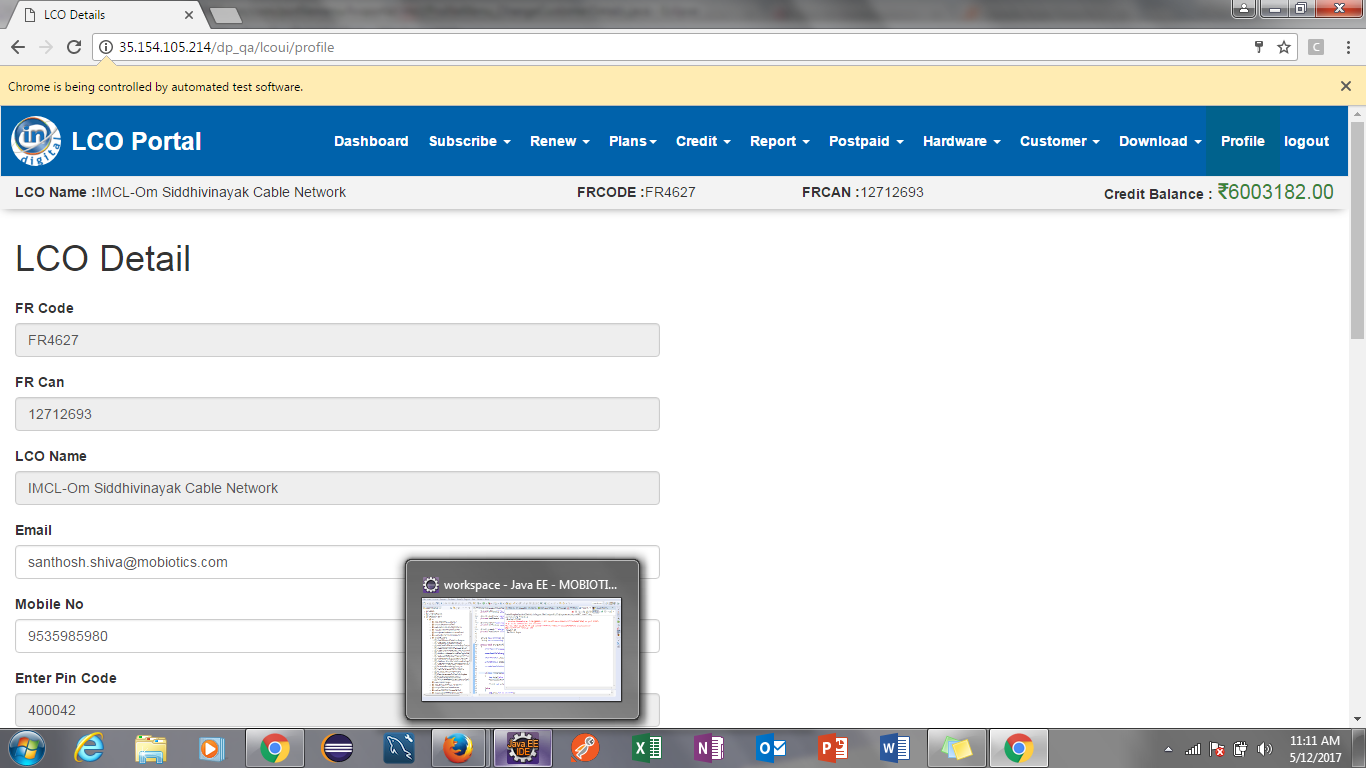 LCO Details
35.154.105.214/dp_qa/lcoui/profile
C
Chrome is being controlled by automated test software.
in digital
LCO Portal
Dashboard Subscribe Renew Plans Credit Report Postpaid Hardware Customer Download Profile logout
LCO Name :IMCL-Om Siddhivinayak Cable Network FRCODE :FR4627 FRCAN :12712693 Credit Balance : ₹6003182.00
LCO Detail
FR Code
FR4627
FR Can
12712693
LCO Name
IMCL-Om Siddhivinayak Cable Network
Email
santhosh.shiva@mobiotics.com
workspace - Java EE - MOBIOTI...
Mobile No
9535985980
Enter Pin Code
400042
Java EE
IDE
11:11 AM
5/12/2017